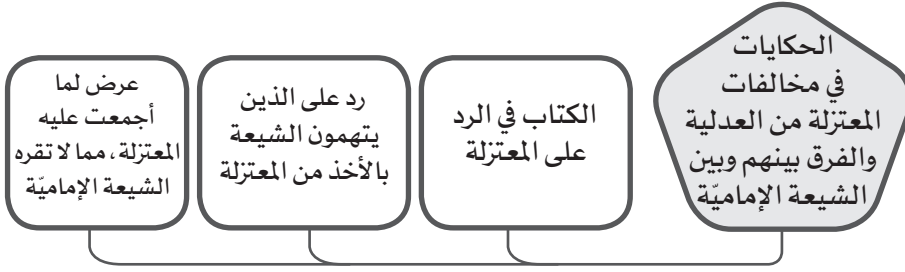 الحكايات
في مخالفات
المعتزلة من العدلية
والفرق بينهم وبين
الشيعة الإماميّة
الكتاب في الرد
على المعتزلة
رد على الذين
يتهمون الشيعة
بالأخذ من المعتزلة
عرض لما
أجمعت عليه
المعتزلة، مما لا تقره
الشيعة الإماميّة